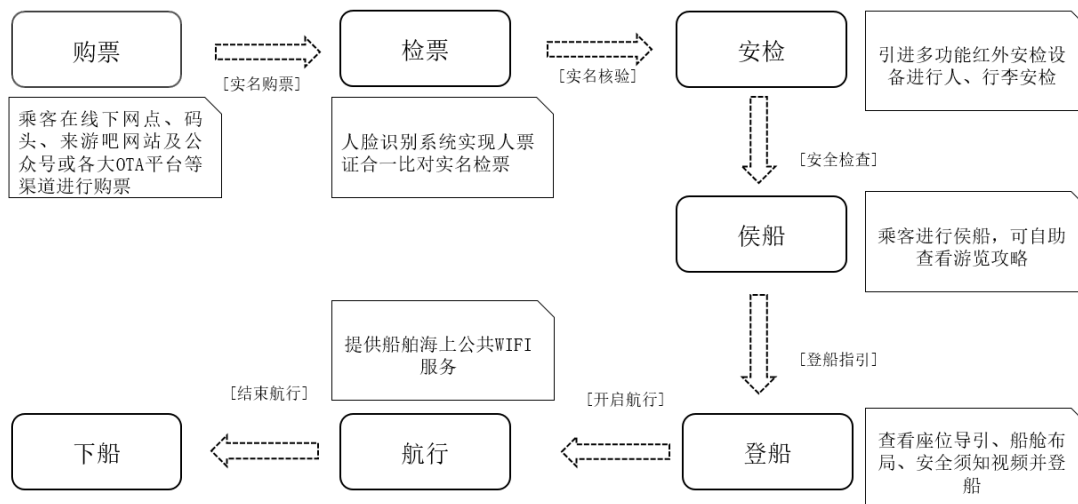 购票
[实名购票]
检票
[实名核验]
安检
引进多功能红外安检设
备进行人、行李安检
乘客在线下网点、码
头、来游吧网站及公
众号或各大OTA平台等
渠道进行购票
人脸识别系统实现人票
证合一比对实名检票
[安全检查]
侯船
乘客进行侯船，可自助
查看游览攻略
[登船指引]
提供船舶海上公共WIFI
服务
下船
[结束航行]
航行
[开启航行]
登船
查看座位导引、船舱布
局、安全须知视频并登
船